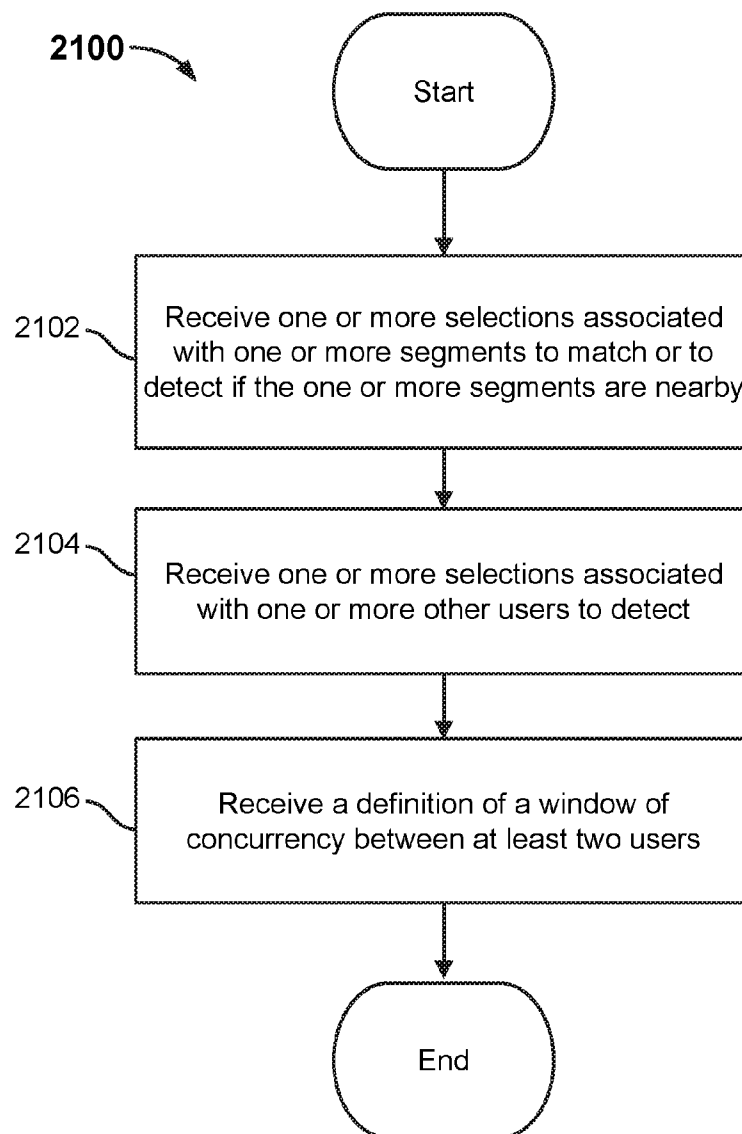 2100
Start
2102
Receive one or more selections associated
with one or more segments to match or to
detect if the one or more segments are nearby
2104
Receive one or more selections associated
with one or more other users to detect
2106
Receive a definition of a window of
concurrency between at least two users
End